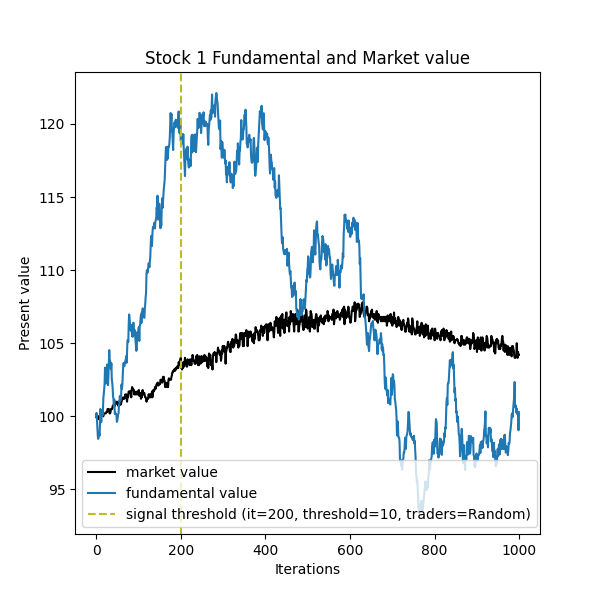 Stock 1 Fundamental and Market value
Present value
120
115
110
105
100
95
market value
fundamental value
signal threshold (it=200, threshold=10, traders=Random)
0 200 400 600 800 1000
Iterations